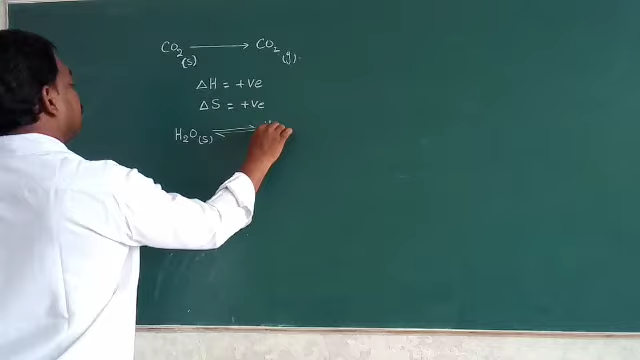 CO₂(s) ⟶ CO₂(g).
ΔH = +ve
ΔS = +ve
H₂O(s) ⇌